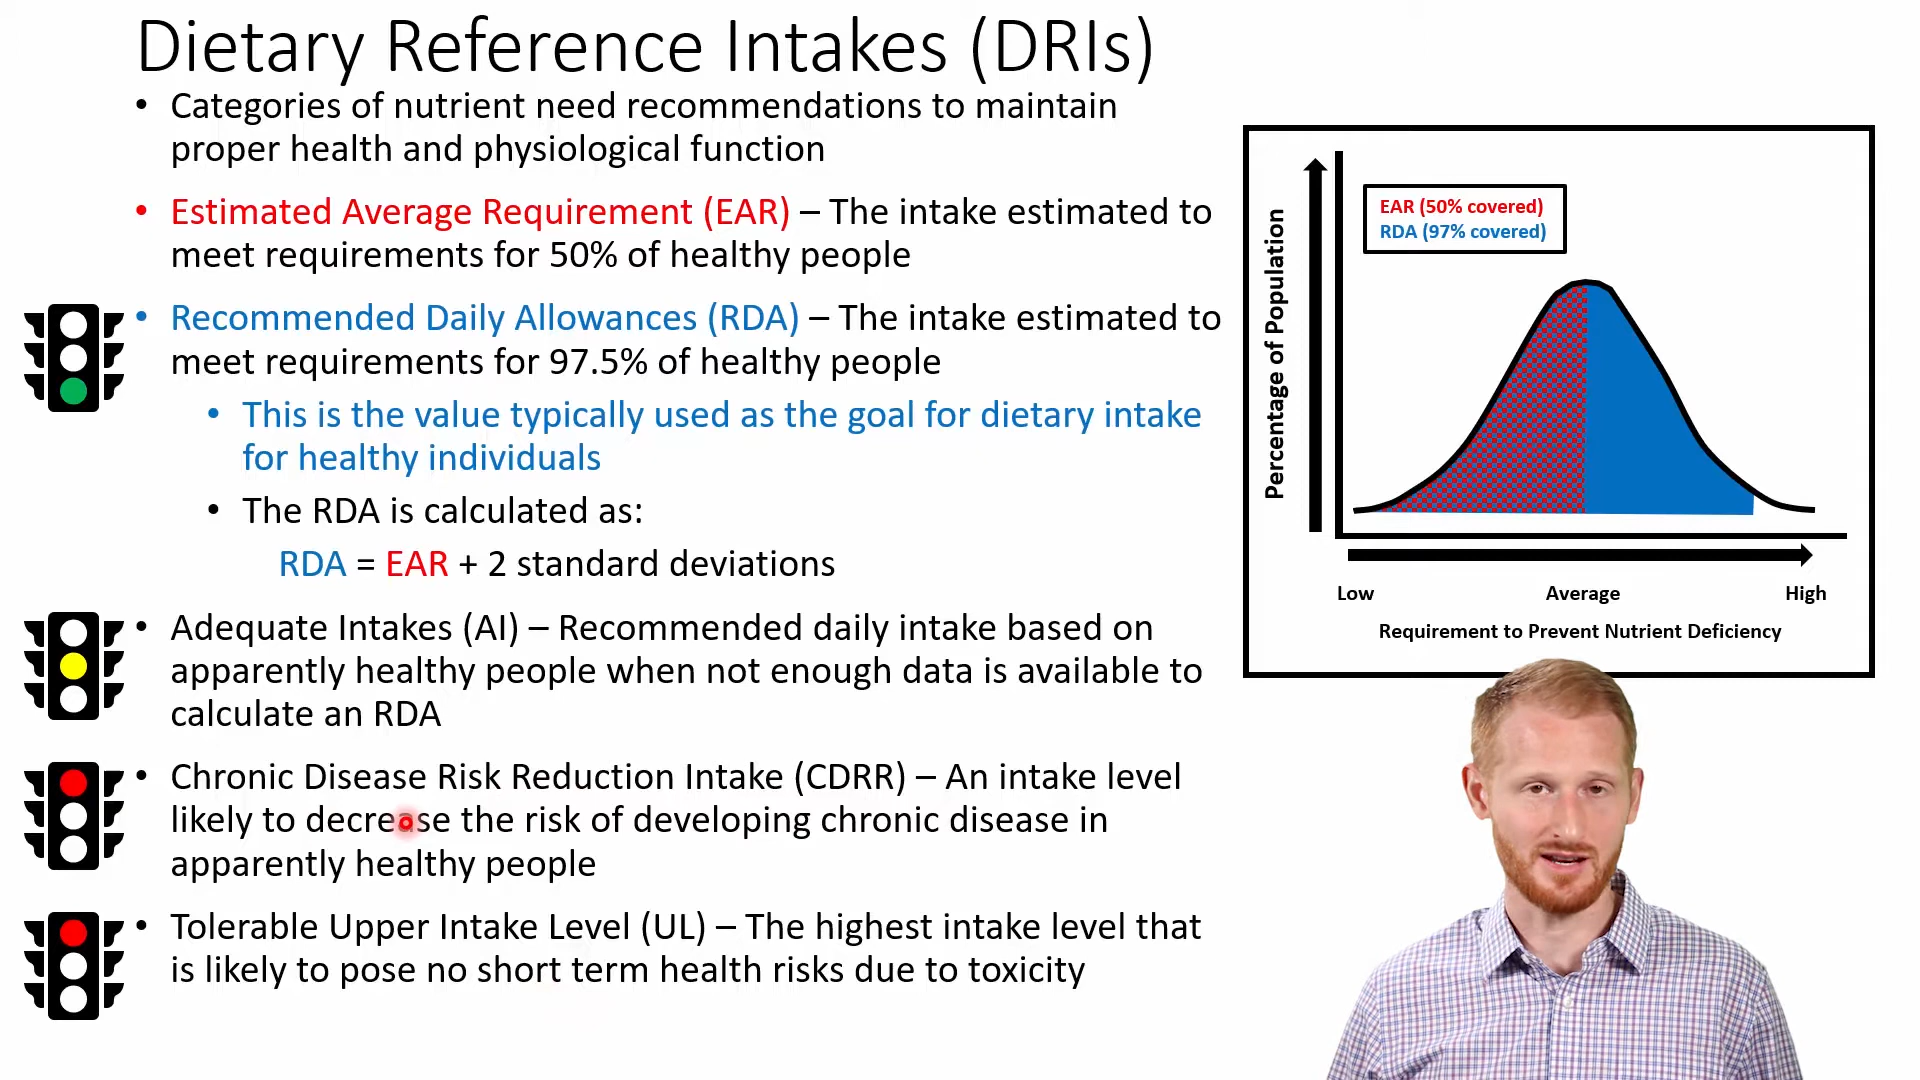 Dietary Reference Intakes (DRIs)
• Categories of nutrient need recommendations to maintain
proper health and physiological function
• Estimated Average Requirement (EAR) – The intake estimated to
meet requirements for 50% of healthy people
• Recommended Daily Allowances (RDA) – The intake estimated to
meet requirements for 97.5% of healthy people
• This is the value typically used as the goal for dietary intake
for healthy individuals
• The RDA is calculated as:
RDA = EAR + 2 standard deviations
• Adequate Intakes (AI) – Recommended daily intake based on
apparently healthy people when not enough data is available to
calculate an RDA
• Chronic Disease Risk Reduction Intake (CDRR) – An intake level
likely to decrease the risk of developing chronic disease in
apparently healthy people
• Tolerable Upper Intake Level (UL) – The highest intake level that
is likely to pose no short term health risks due to toxicity
Percentage of Population
EAR (50% covered)
RDA (97% covered)
Low Average High
Requirement to Prevent Nutrient Deficiency